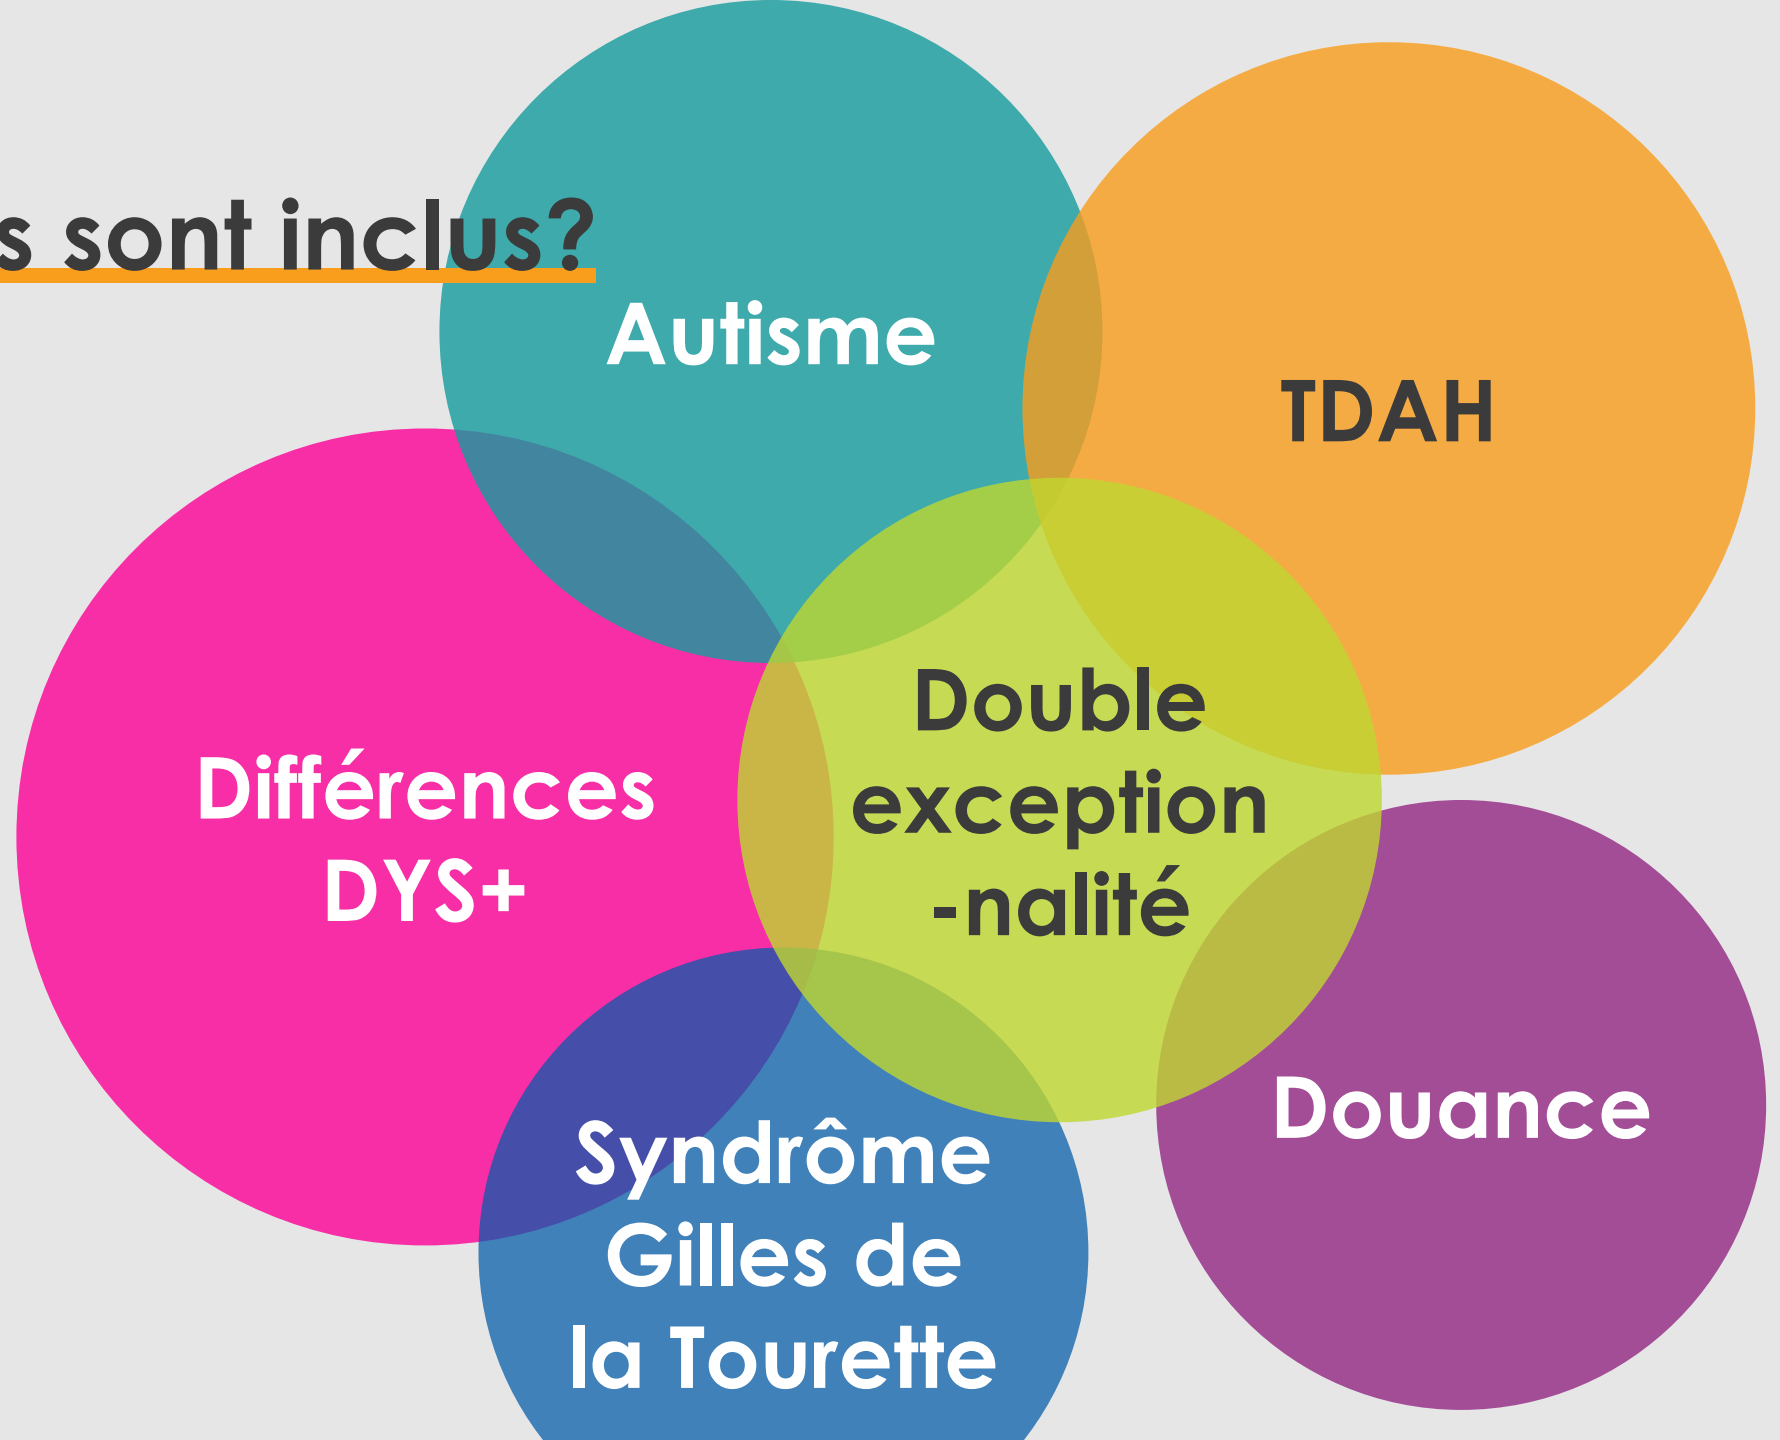 s sont inclus?
Autisme
TDAH
Différences
DYS+
Double
exception
-nalité
Douance
Syndrôme
Gilles de
la Tourette